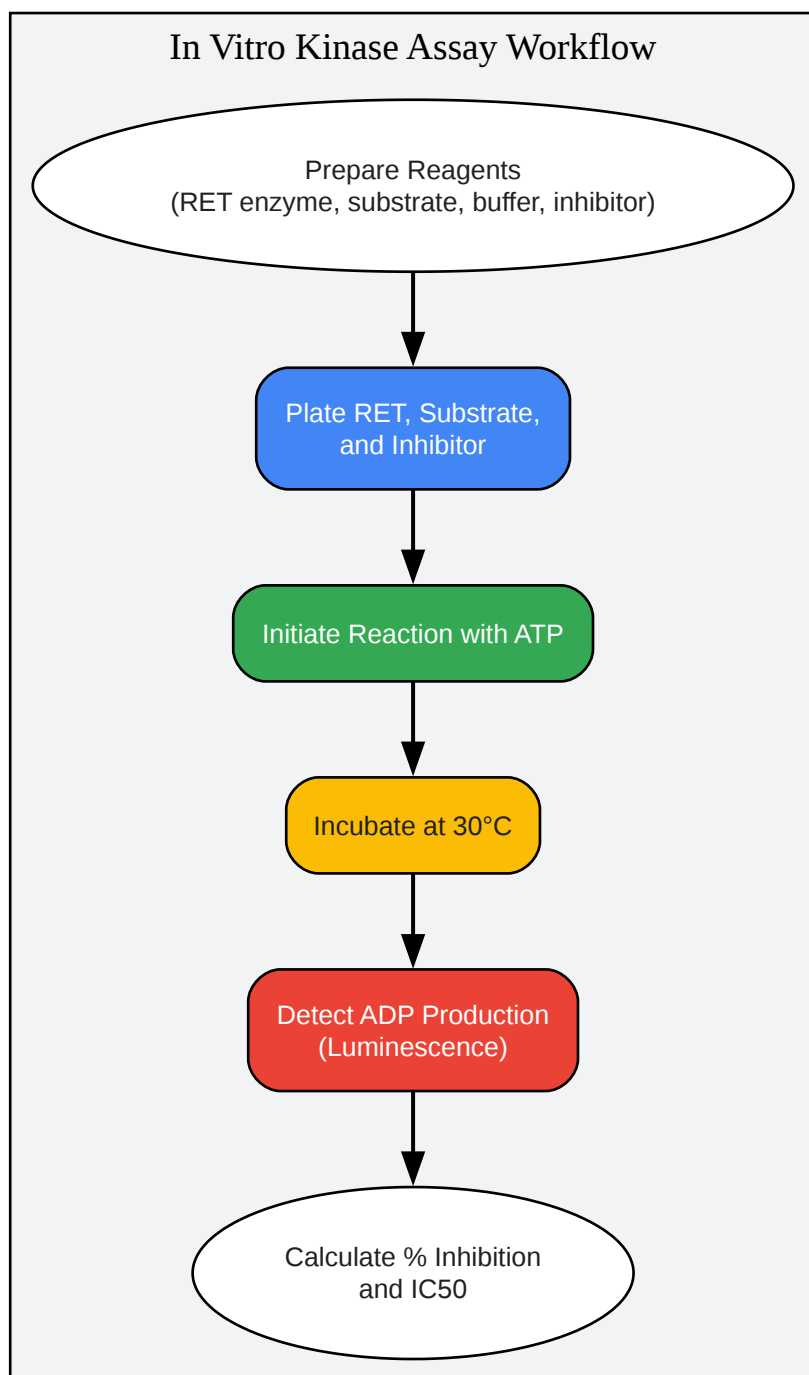 In Vitro Kinase Assay Workflow
Prepare Reagents
(RET enzyme, substrate, buffer, inhibitor)
Plate RET, Substrate,
and Inhibitor
Initiate Reaction with ATP
Incubate at 30°C
Detect ADP Production
(Luminescence)
Calculate % Inhibition
and IC50